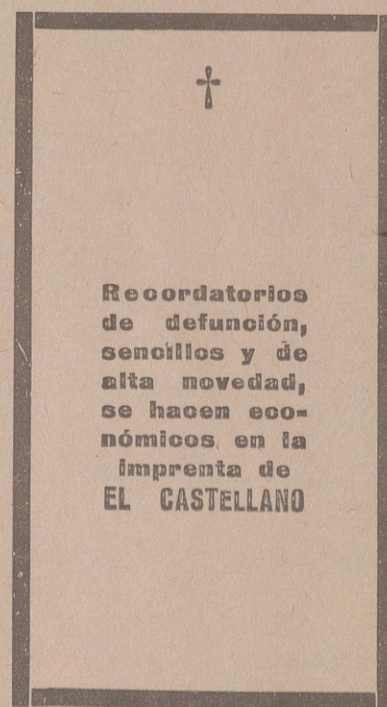 †
Recordatorios
de defunción,
sencillos y de
alta novedad,
se hacen eco-
nómicos en la
imprenta de
EL CASTELLANO